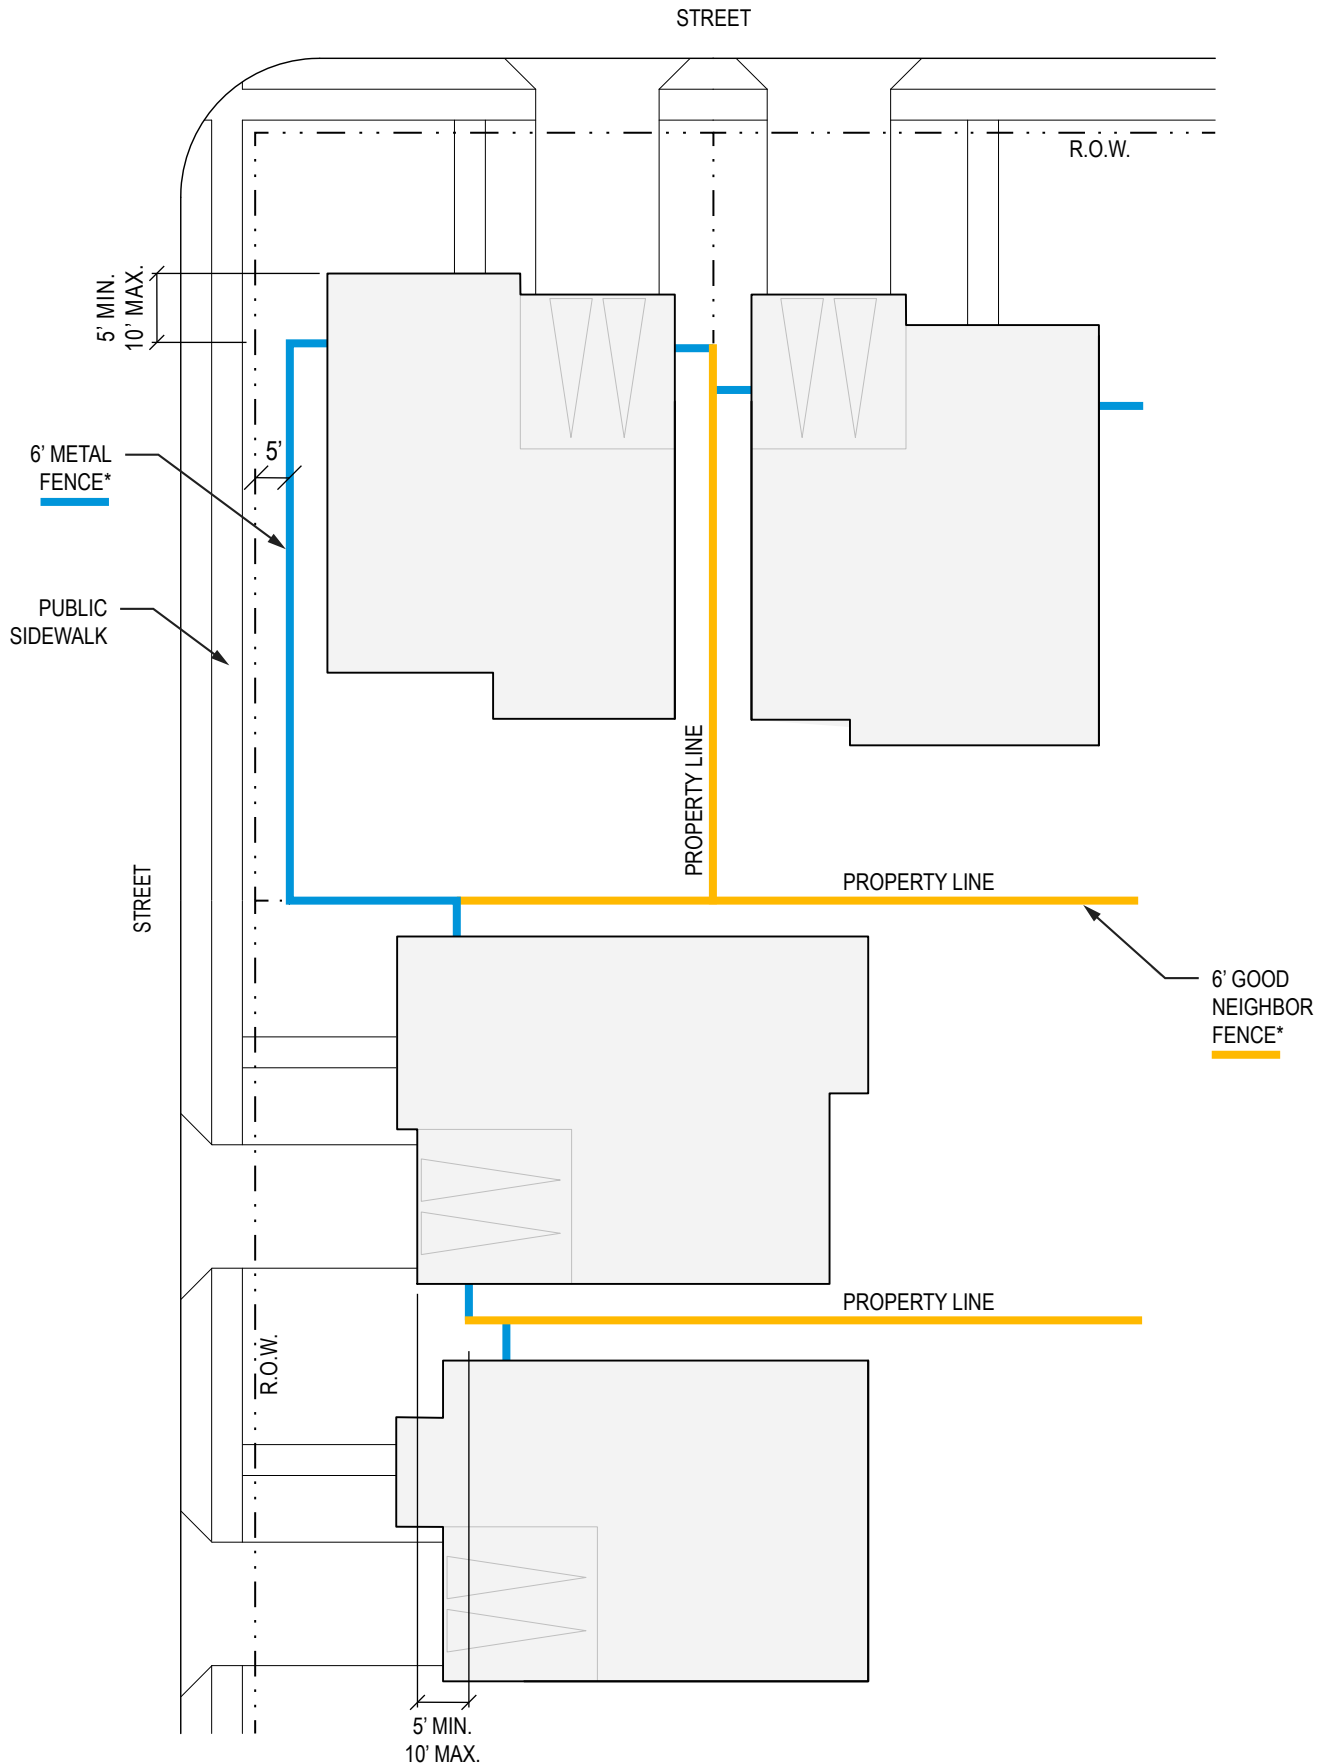 STREET
R.O.W.
5’ MIN.
10’ MAX.
6’ METAL
FENCE*
5’
PUBLIC
SIDEWALK
PROPERTY LINE
PROPERTY LINE
STREET
6’ GOOD
NEIGHBOR
FENCE*
PROPERTY LINE
R.O.W.
5’ MIN.
10’ MAX.